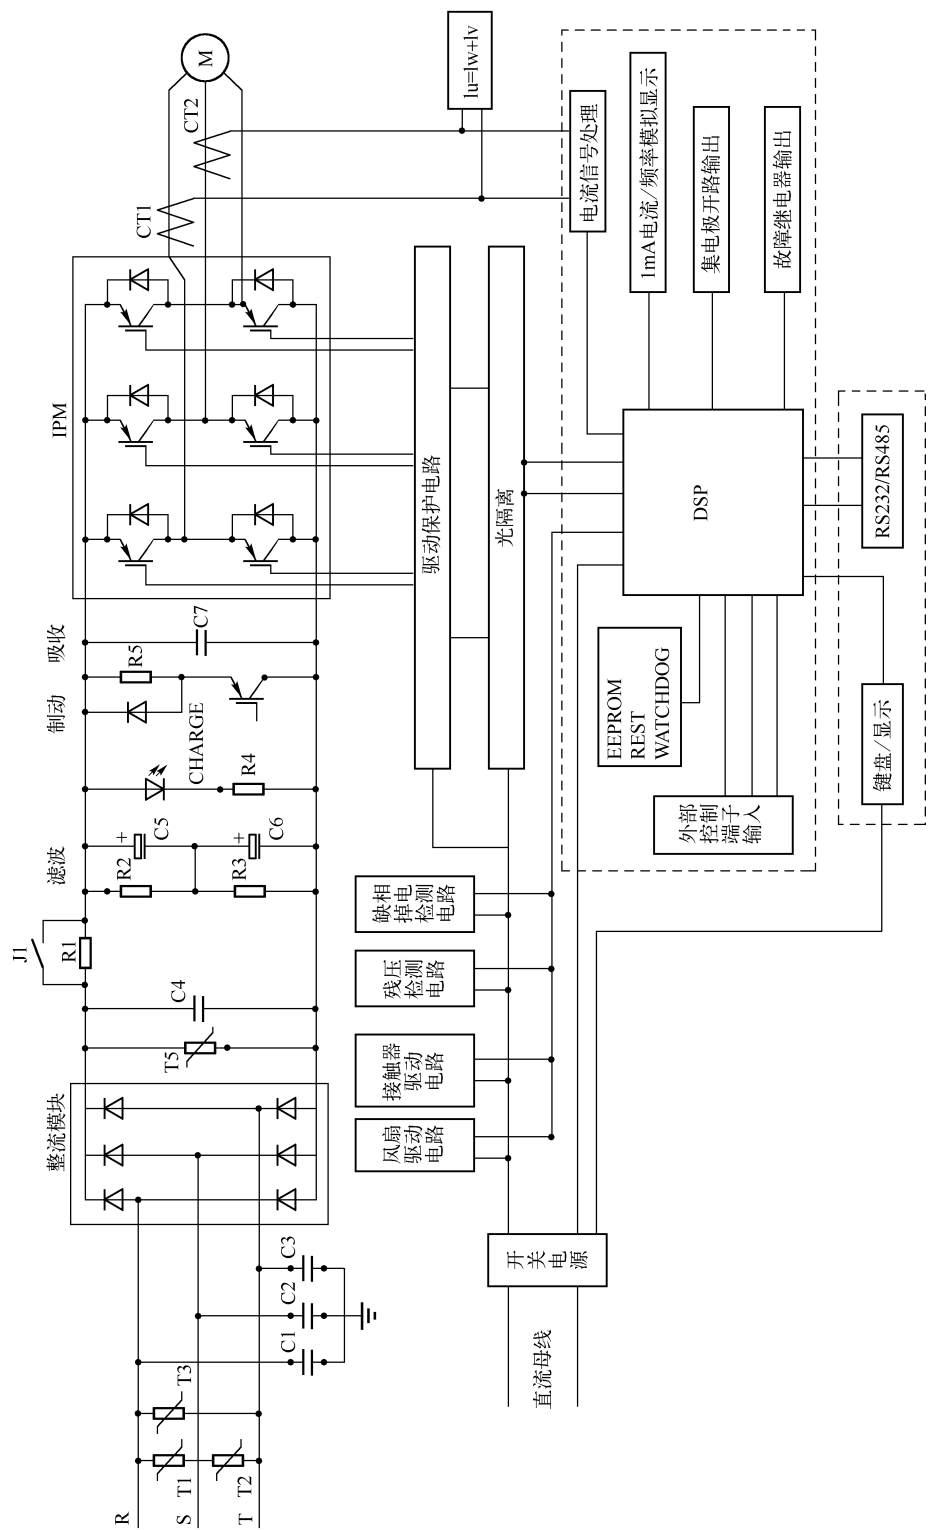 R
S
T
T1
T2
T3
C1
C2
C3
整流模块
T5
C4
J1
R1
滤波
R2
R3
+
C5
+
C6
CHARGE
R4
制动
R5
吸收
C7
IPM
CT1
CT2
M
Iu=Iw+Iv
驱动保护电路
光隔离
电流信号处理
1mA电流/频率模拟显示
集电极开路输出
故障继电器输出
DSP
RS232/RS485
EEPROM
REST
WATCHDOG
外部
控制
端子
输入
键盘/显示
缺相
掉电
检测
电路
残压
检测
电路
接触器
驱动
电路
风扇
驱动
电路
开关电源
直流母线